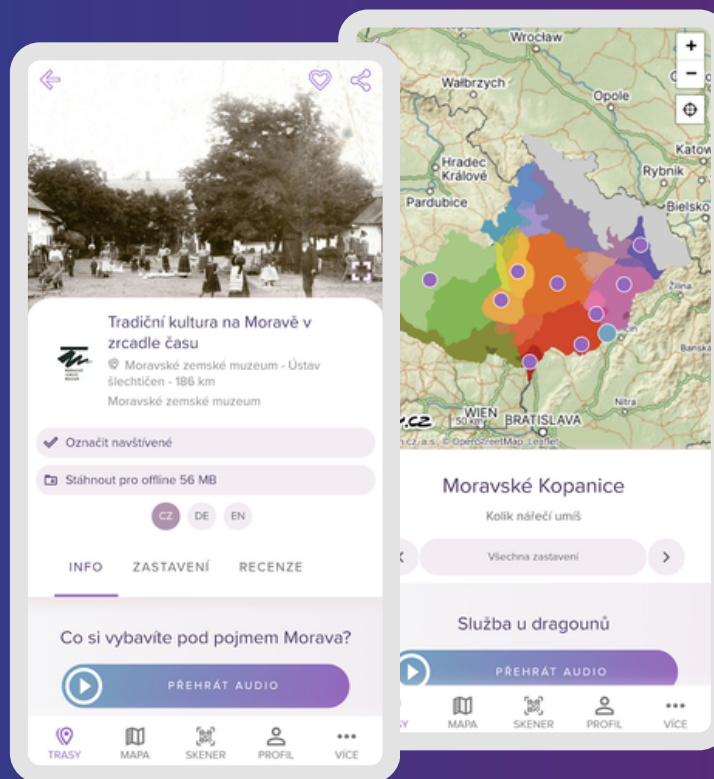 Tradiční kultura na Moravě v
zrcadle času
Moravské zemské muzeum - Ústav
šlechtičen - 186 km
Moravské zemské muzeum
Označit navštívené
Stáhnout pro offline 56 MB
CZ DE EN
INFO ZASTAVENÍ RECENZE
Co si vybavíte pod pojmem Morava?
PŘEHRÁT AUDIO
TRASY MAPA SKENER PROFIL VÍCE
Wrocław
+
Wałbrzych
−
Opole
Hradec
Králové
Rybnik
Pardubice
Bielsko
Žilina
Nitra
WIEN
50 km
BRATISLAVA
© OpenStreetMap, Leaflet
Moravské Kopanice
Kolik nářečí umíš
Všechna zastavení
Služba u dragounů
PŘEHRÁT AUDIO
MAPA SKENER PROFIL VÍCE